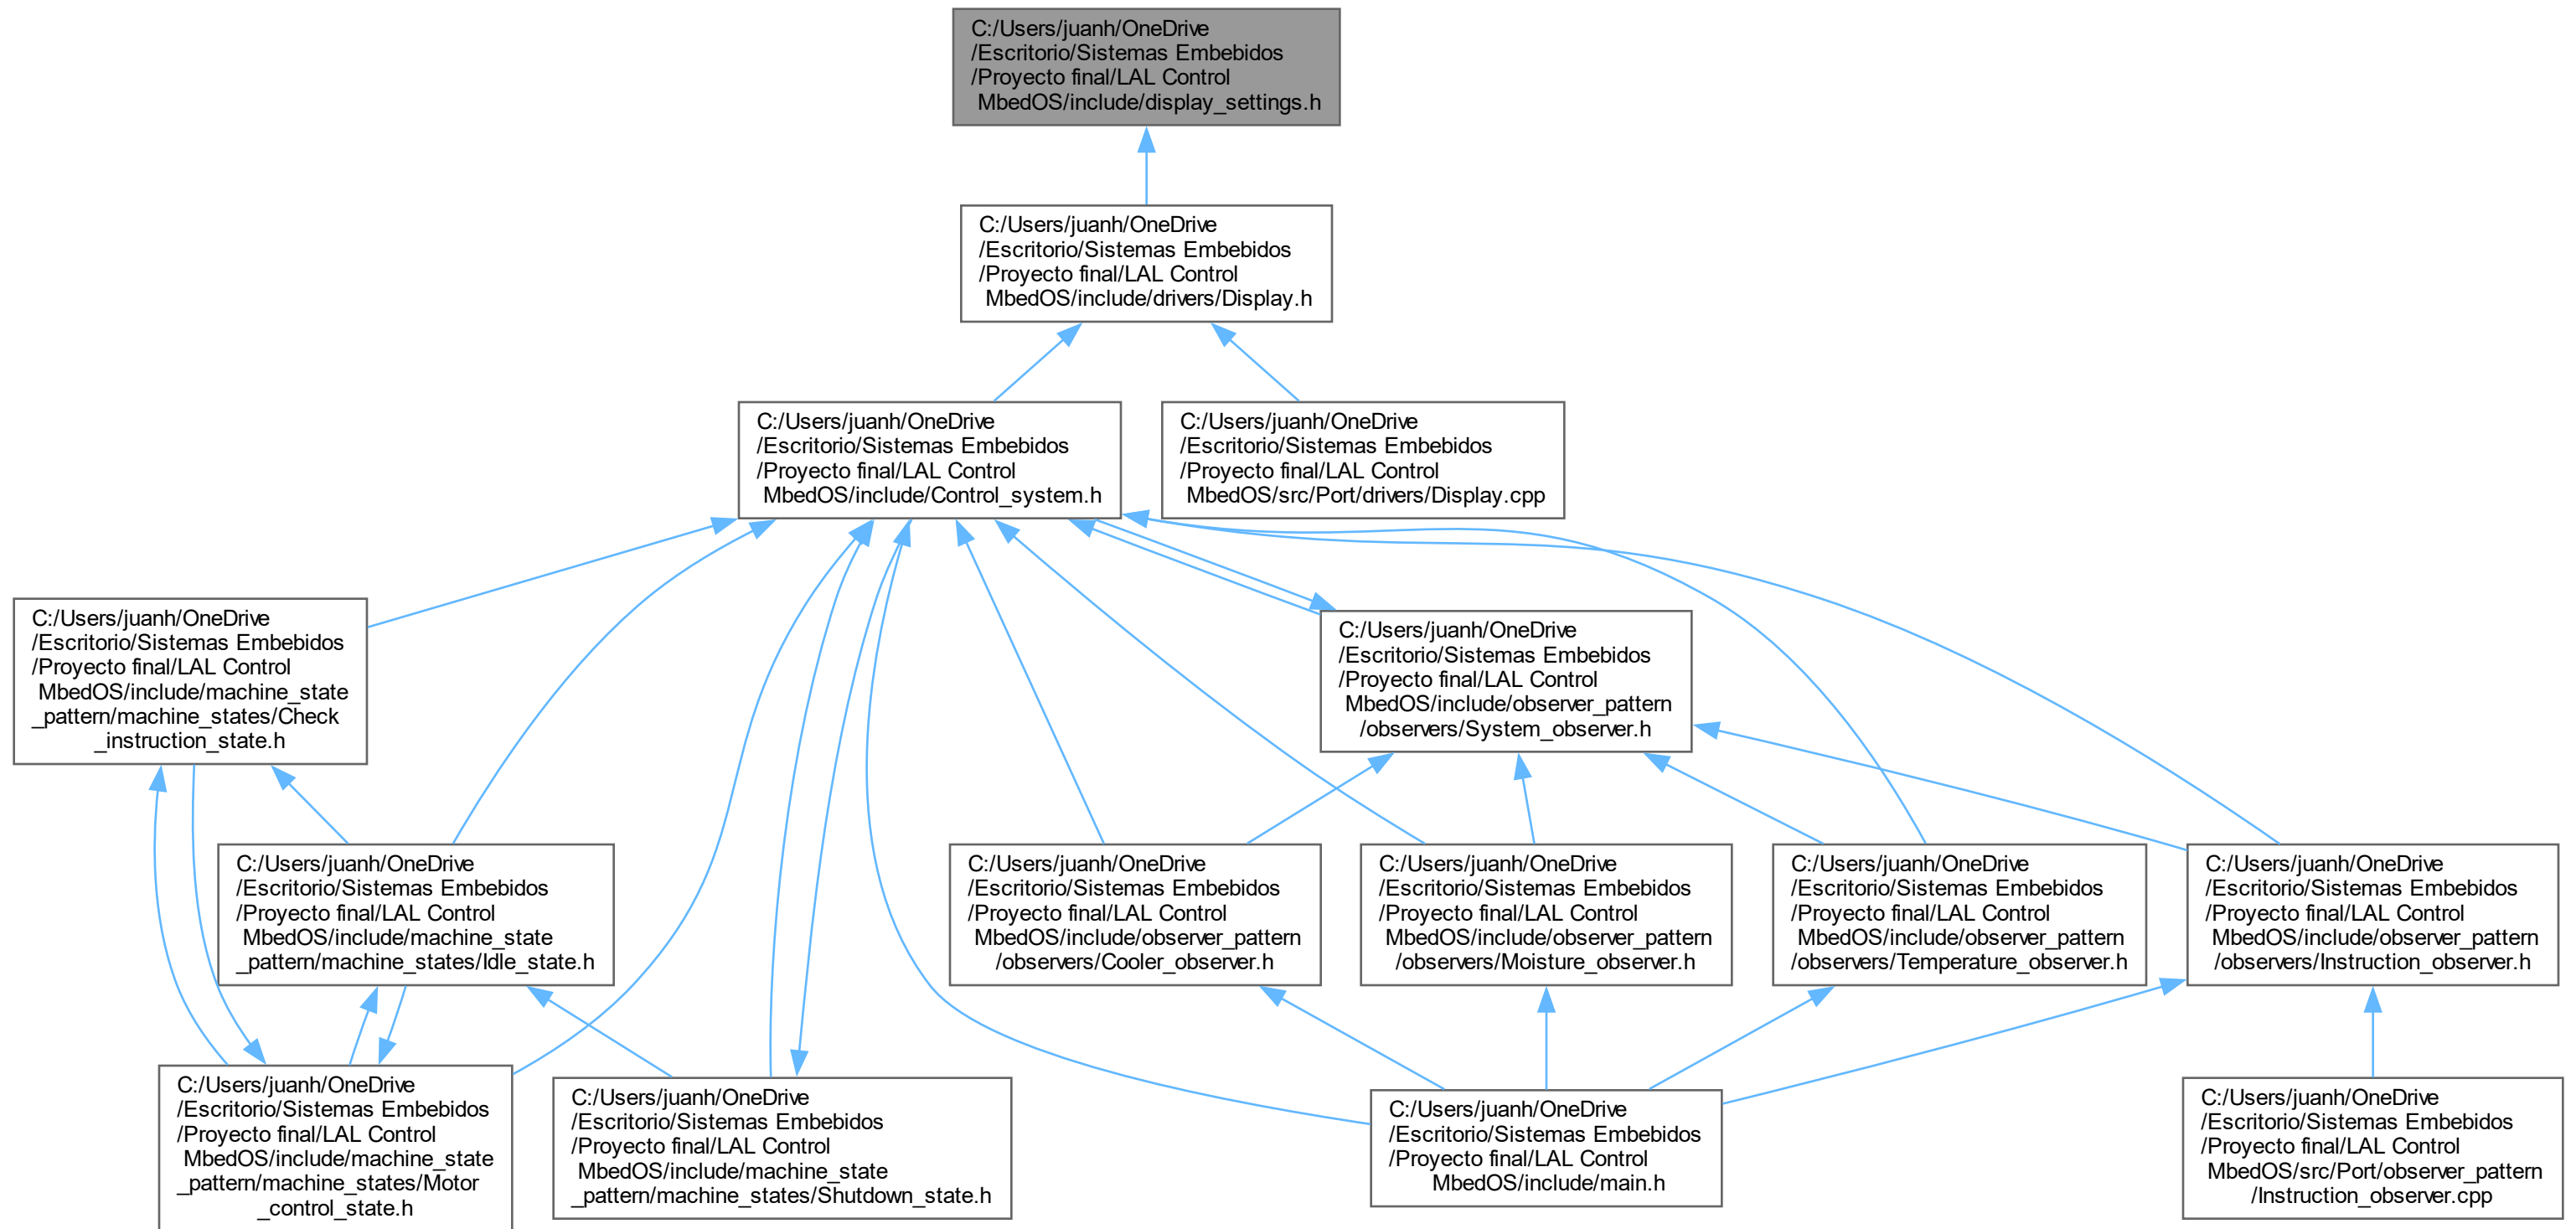 C:/Users/juanh/OneDrive
/Escritorio/Sistemas Embebidos
/Proyecto final/LAL Control
MbedOS/include/display_settings.h
C:/Users/juanh/OneDrive
/Escritorio/Sistemas Embebidos
/Proyecto final/LAL Control
MbedOS/include/drivers/Display.h
C:/Users/juanh/OneDrive
/Escritorio/Sistemas Embebidos
/Proyecto final/LAL Control
MbedOS/include/Control_system.h
C:/Users/juanh/OneDrive
/Escritorio/Sistemas Embebidos
/Proyecto final/LAL Control
MbedOS/src/Port/drivers/Display.cpp
C:/Users/juanh/OneDrive
/Escritorio/Sistemas Embebidos
/Proyecto final/LAL Control
MbedOS/include/machine_state
_pattern/machine_states/Check
_instruction_state.h
C:/Users/juanh/OneDrive
/Escritorio/Sistemas Embebidos
/Proyecto final/LAL Control
MbedOS/include/observer_pattern
/observers/System_observer.h
C:/Users/juanh/OneDrive
/Escritorio/Sistemas Embebidos
/Proyecto final/LAL Control
MbedOS/include/machine_state
_pattern/machine_states/Idle_state.h
C:/Users/juanh/OneDrive
/Escritorio/Sistemas Embebidos
/Proyecto final/LAL Control
MbedOS/include/observer_pattern
/observers/Cooler_observer.h
C:/Users/juanh/OneDrive
/Escritorio/Sistemas Embebidos
/Proyecto final/LAL Control
MbedOS/include/observer_pattern
/observers/Moisture_observer.h
C:/Users/juanh/OneDrive
/Escritorio/Sistemas Embebidos
/Proyecto final/LAL Control
MbedOS/include/observer_pattern
/observers/Temperature_observer.h
C:/Users/juanh/OneDrive
/Escritorio/Sistemas Embebidos
/Proyecto final/LAL Control
MbedOS/include/observer_pattern
/observers/Instruction_observer.h
C:/Users/juanh/OneDrive
/Escritorio/Sistemas Embebidos
/Proyecto final/LAL Control
MbedOS/include/machine_state
_pattern/machine_states/Motor
_control_state.h
C:/Users/juanh/OneDrive
/Escritorio/Sistemas Embebidos
/Proyecto final/LAL Control
MbedOS/include/machine_state
_pattern/machine_states/Shutdown_state.h
C:/Users/juanh/OneDrive
/Escritorio/Sistemas Embebidos
/Proyecto final/LAL Control
MbedOS/include/main.h
C:/Users/juanh/OneDrive
/Escritorio/Sistemas Embebidos
/Proyecto final/LAL Control
MbedOS/src/Port/observer_pattern
/Instruction_observer.cpp